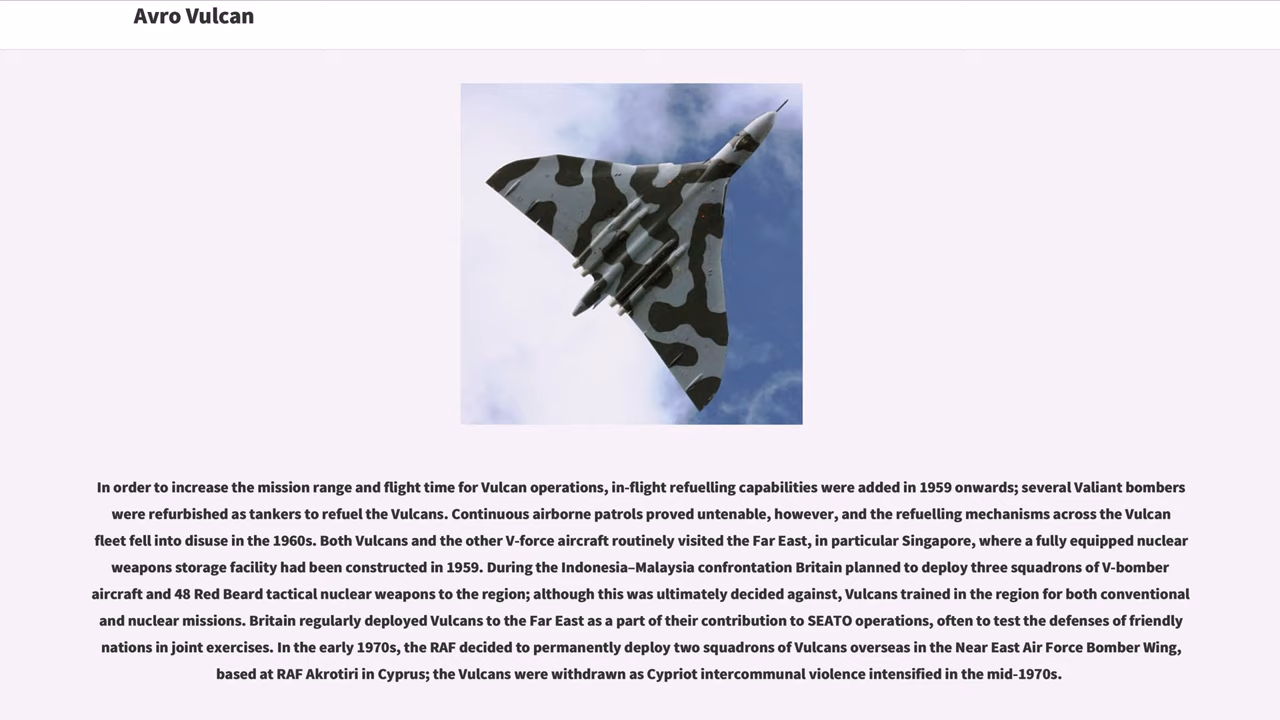 Avro Vulcan
In order to increase the mission range and flight time for Vulcan operations, in-flight refuelling capabilities were added in 1959 onwards; several Valiant bombers
were refurbished as tankers to refuel the Vulcans. Continuous airborne patrols proved untenable, however, and the refuelling mechanisms across the Vulcan
fleet fell into disuse in the 1960s. Both Vulcans and the other V-force aircraft routinely visited the Far East, in particular Singapore, where a fully equipped nuclear
weapons storage facility had been constructed in 1959. During the Indonesia–Malaysia confrontation Britain planned to deploy three squadrons of V-bomber
aircraft and 48 Red Beard tactical nuclear weapons to the region; although this was ultimately decided against, Vulcans trained in the region for both conventional
and nuclear missions. Britain regularly deployed Vulcans to the Far East as a part of their contribution to SEATO operations, often to test the defenses of friendly
nations in joint exercises. In the early 1970s, the RAF decided to permanently deploy two squadrons of Vulcans overseas in the Near East Air Force Bomber Wing,
based at RAF Akrotiri in Cyprus; the Vulcans were withdrawn as Cypriot intercommunal violence intensified in the mid-1970s.